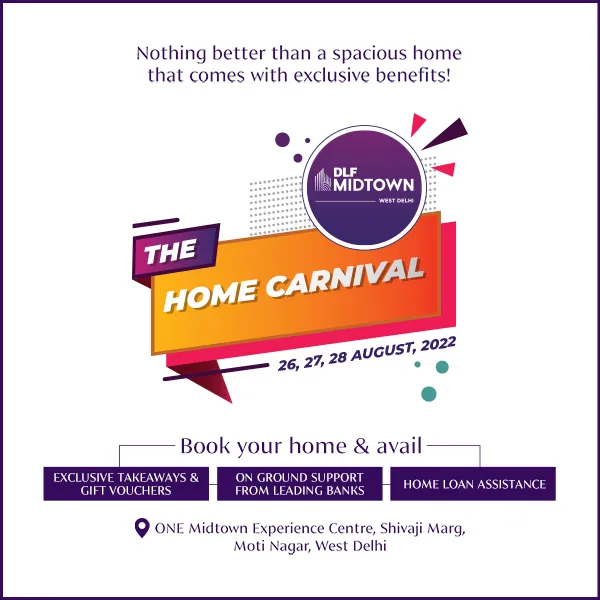 Nothing better than a spacious home
that comes with exclusive benefits!
DLF
MIDTOWN
WEST DELHI
THE
HOME CARNIVAL
26, 27, 28 AUGUST, 2022
Book your home & avail
EXCLUSIVE TAKEAWAYS &
GIFT VOUCHERS
ON GROUND SUPPORT
FROM LEADING BANKS
HOME LOAN ASSISTANCE
ONE Midtown Experience Centre, Shivaji Marg,
Moti Nagar, West Delhi